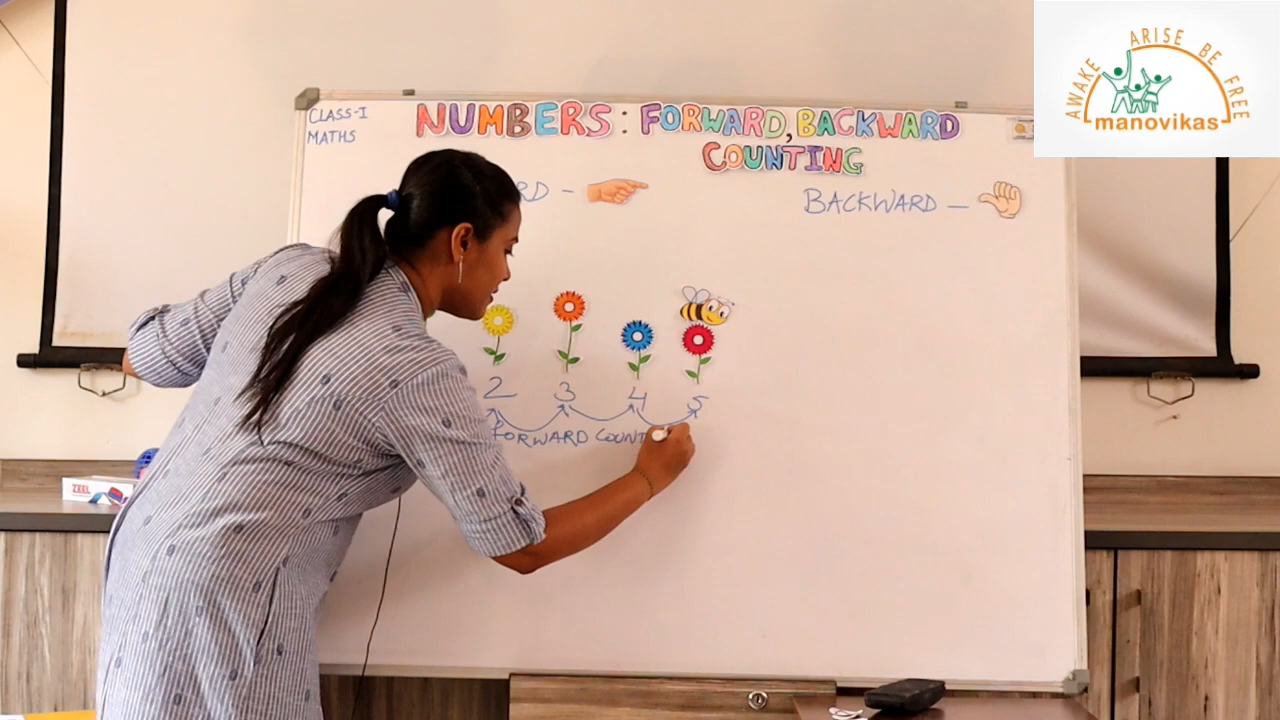 CLASS-I
MATHS
NUMBERS: FORWARD, BACKWARD
COUNTING
BACKWARD —
2 3 4 5
FORWARD
ZEEL
AWAKE ARISE BE FREE
manovikas